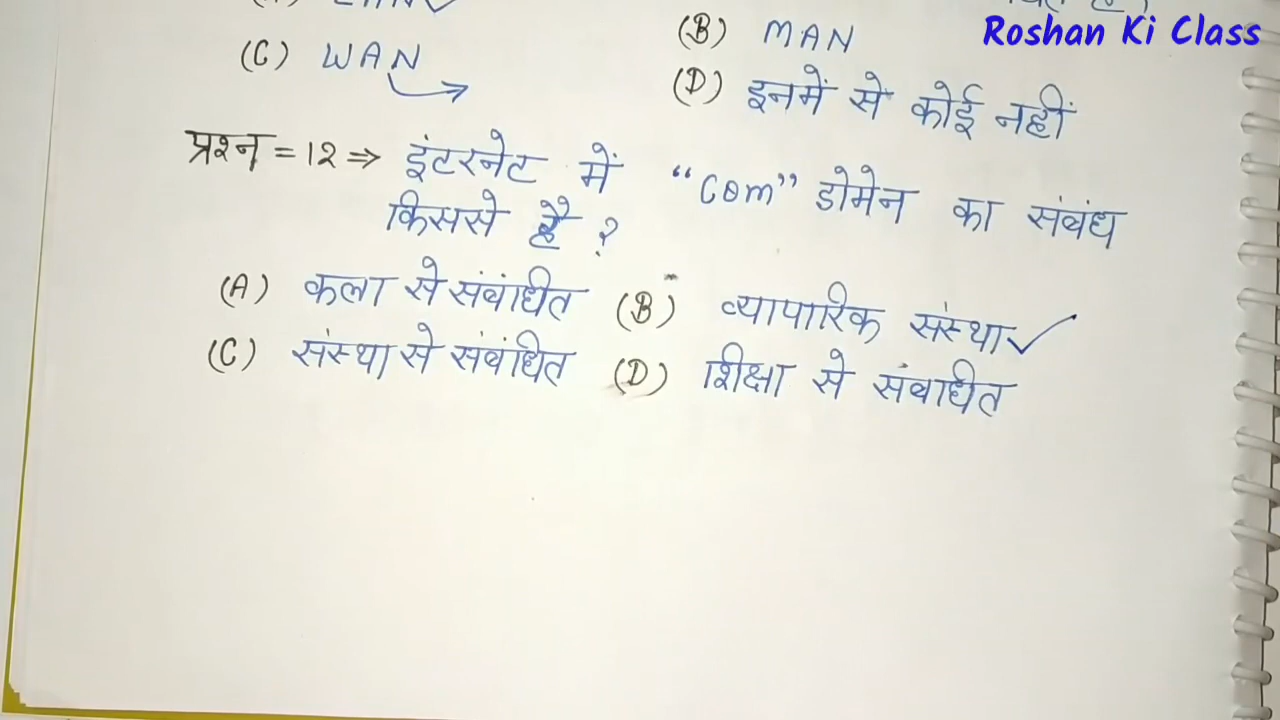 Roshan Ki Class
(B) MAN
(C) WAN
(D) इनमें से कोई नहीं
प्रश्न = 12 ⇒ इंटरनेट में "com" डोमेन का संबंध
किससे है ?
(A) कला से संबंधित (B) व्यापारिक संस्था ✓
(C) संस्था से संबंधित (D) शिक्षा से संबंधित